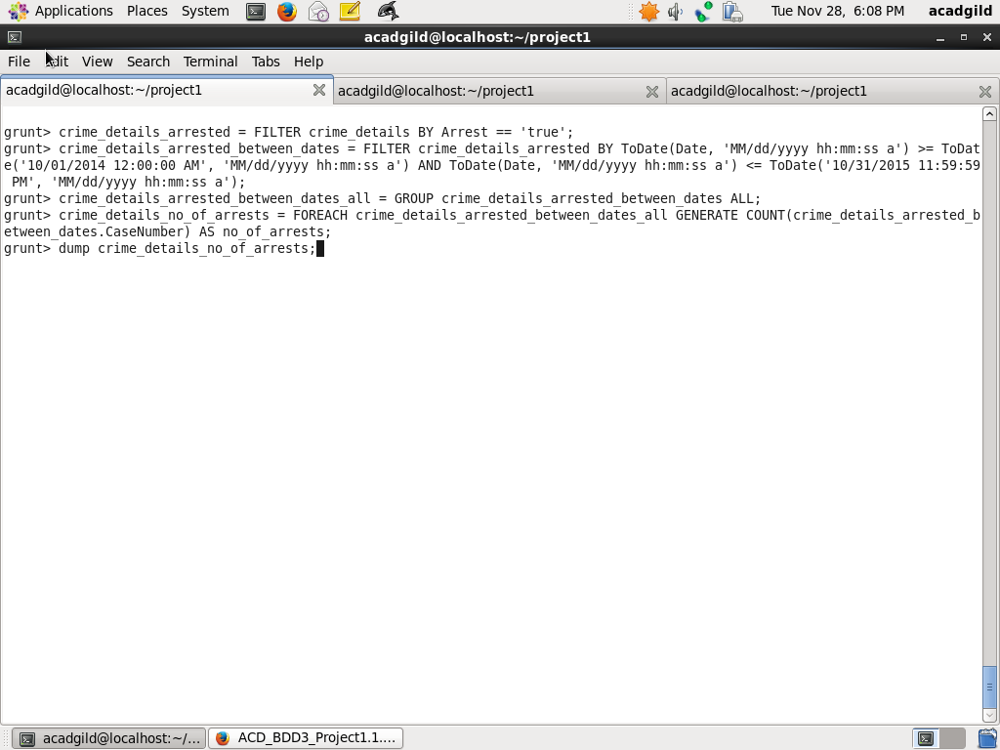 Applications Places System Tue Nov 28, 6:08 PM acadgild
acadgild@localhost:~/project1
File Edit View Search Terminal Tabs Help
acadgild@localhost:~/project1 acadgild@localhost:~/project1 acadgild@localhost:~/project1
grunt> crime_details_arrested = FILTER crime_details BY Arrest == 'true';
grunt> crime_details_arrested_between_dates = FILTER crime_details_arrested BY ToDate(Date, 'MM/dd/yyyy hh:mm:ss a') >= ToDat
e('10/01/2014 12:00:00 AM', 'MM/dd/yyyy hh:mm:ss a') AND ToDate(Date, 'MM/dd/yyyy hh:mm:ss a') <= ToDate('10/31/2015 11:59:59
 PM', 'MM/dd/yyyy hh:mm:ss a');
grunt> crime_details_arrested_between_dates_all = GROUP crime_details_arrested_between_dates ALL;
grunt> crime_details_no_of_arrests = FOREACH crime_details_arrested_between_dates_all GENERATE COUNT(crime_details_arrested_b
etween_dates.CaseNumber) AS no_of_arrests;
grunt> dump crime_details_no_of_arrests;
acadgild@localhost:~/... ACD_BDD3_Project1.1....